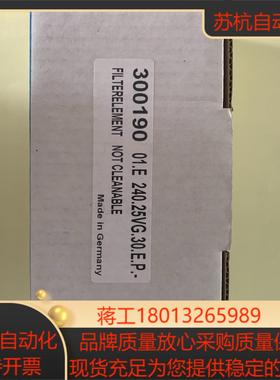 苏杭自动
300190 01.E 240.25VG.30.E.P.-
FILTERELEMENT NOT CLEANABLE
Made in Germany
蒋工18013265989
自动化 品牌质量放心采购质量保
开票 现货充足为您提供稳定的